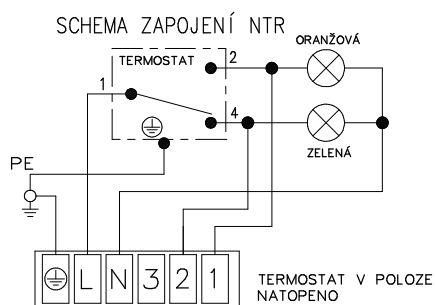 SCHEMA ZAPOJENÍ NTR
ORANŽOVÁ
TERMOSTAT
2
1
4
ZELENÁ
PE
L N 3 2 1
TERMOSTAT V POLOZE
NATOPENO